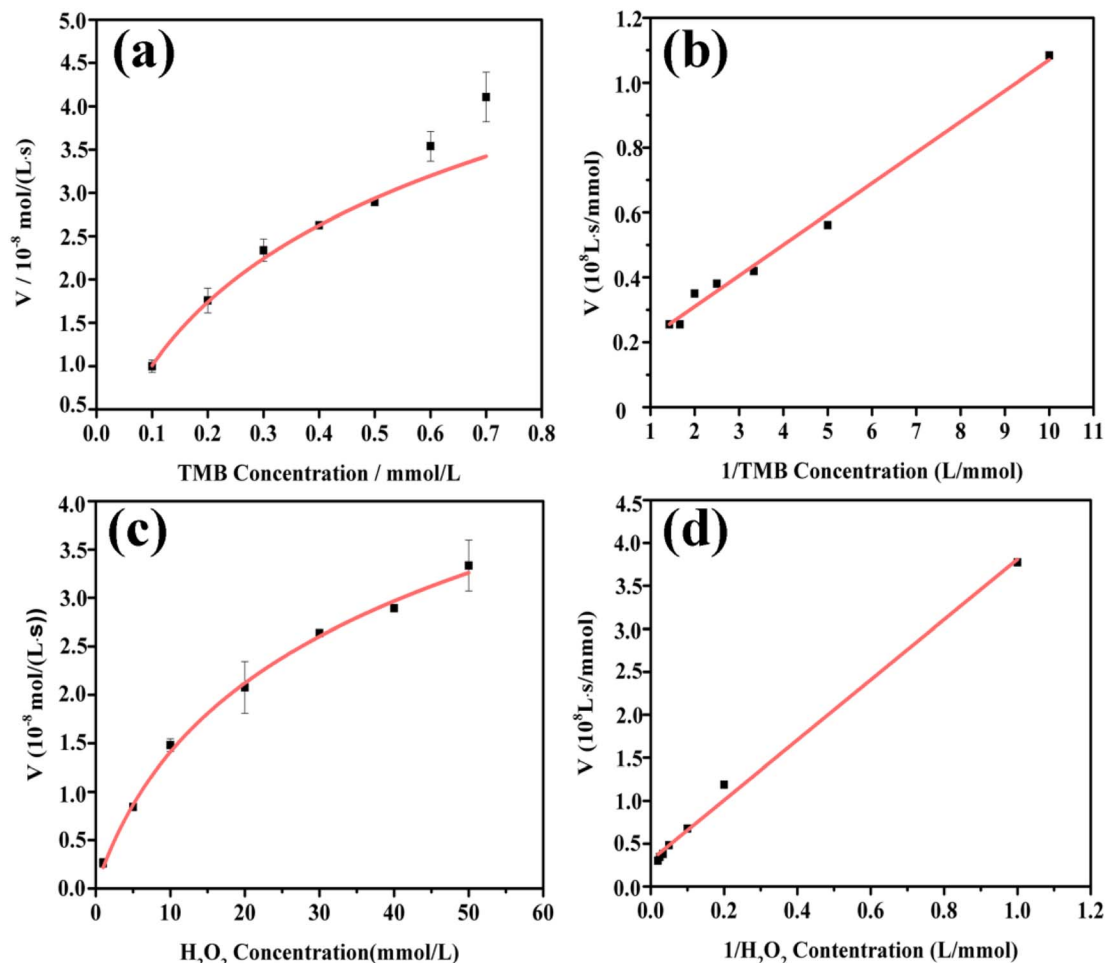 (a)
5.0
4.5
4.0
3.5
3.0
2.5
2.0
1.5
1.0
0.5
V / 10⁻⁸ mol/(L·s)
0.0 0.1 0.2 0.3 0.4 0.5 0.6 0.7 0.8
TMB Concentration / mmol/L
(b)
1.2
1.0
0.8
0.6
0.4
0.2
0
V (10⁸L·s/mmol)
1 2 3 4 5 6 7 8 9 10 11
1/TMB Concentration (L/mmol)
(c)
4.0
3.5
3.0
2.5
2.0
1.5
1.0
0.5
0.0
V (10⁻⁸ mol/(L·s))
0 10 20 30 40 50 60
H₂O₂ Concentration(mmol/L)
(d)
4.5
4.0
3.5
3.0
2.5
2.0
1.5
1.0
0.5
0.0
V (10⁸L·s/mmol)
0.0 0.2 0.4 0.6 0.8 1.0 1.2
1/H₂O₂ Contentration (L/mmol)